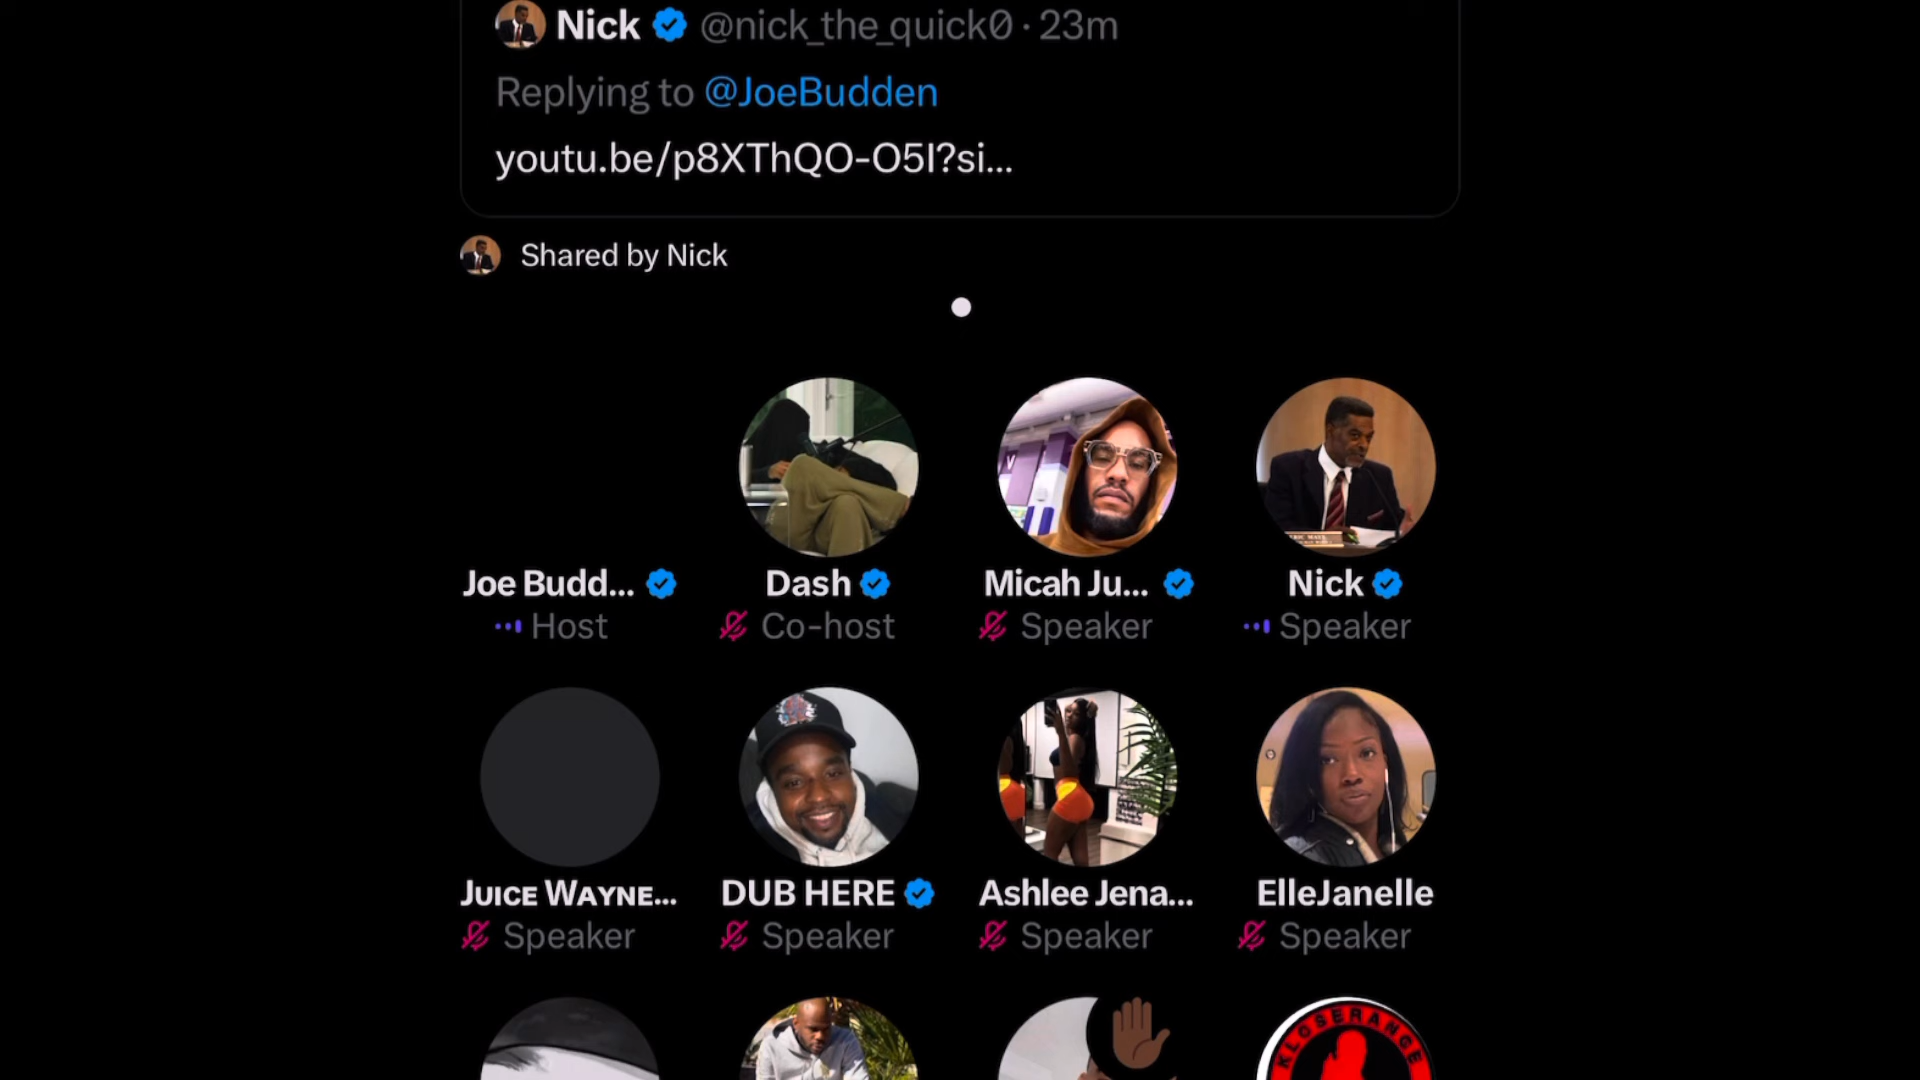 Nick @nick_the_quick0 · 23m
Replying to @JoeBudden
youtu.be/p8XThQO-O5I?si...
Shared by Nick
Joe Budd... Dash Micah Ju... Nick
Host Co-host Speaker Speaker
Juice Wayne... DUB HERE Ashlee Jena... ElleJanelle
Speaker Speaker Speaker Speaker
KLOSERANGE